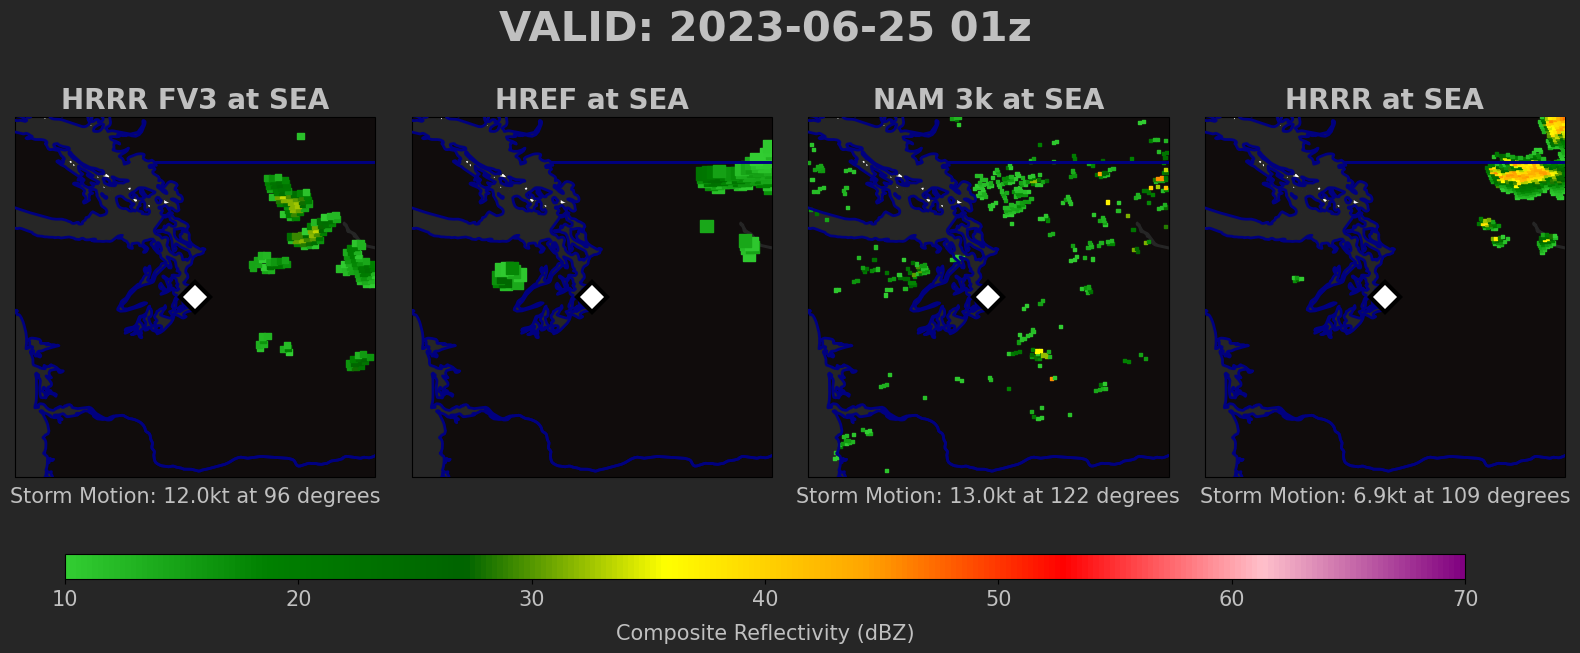 VALID: 2023-06-25 01z
HRRR FV3 at SEA
HREF at SEA
NAM 3k at SEA
HRRR at SEA
Storm Motion: 12.0kt at 96 degrees
Storm Motion: 13.0kt at 122 degrees
Storm Motion: 6.9kt at 109 degrees
10 20 30 40 50 60 70
Composite Reflectivity (dBZ)